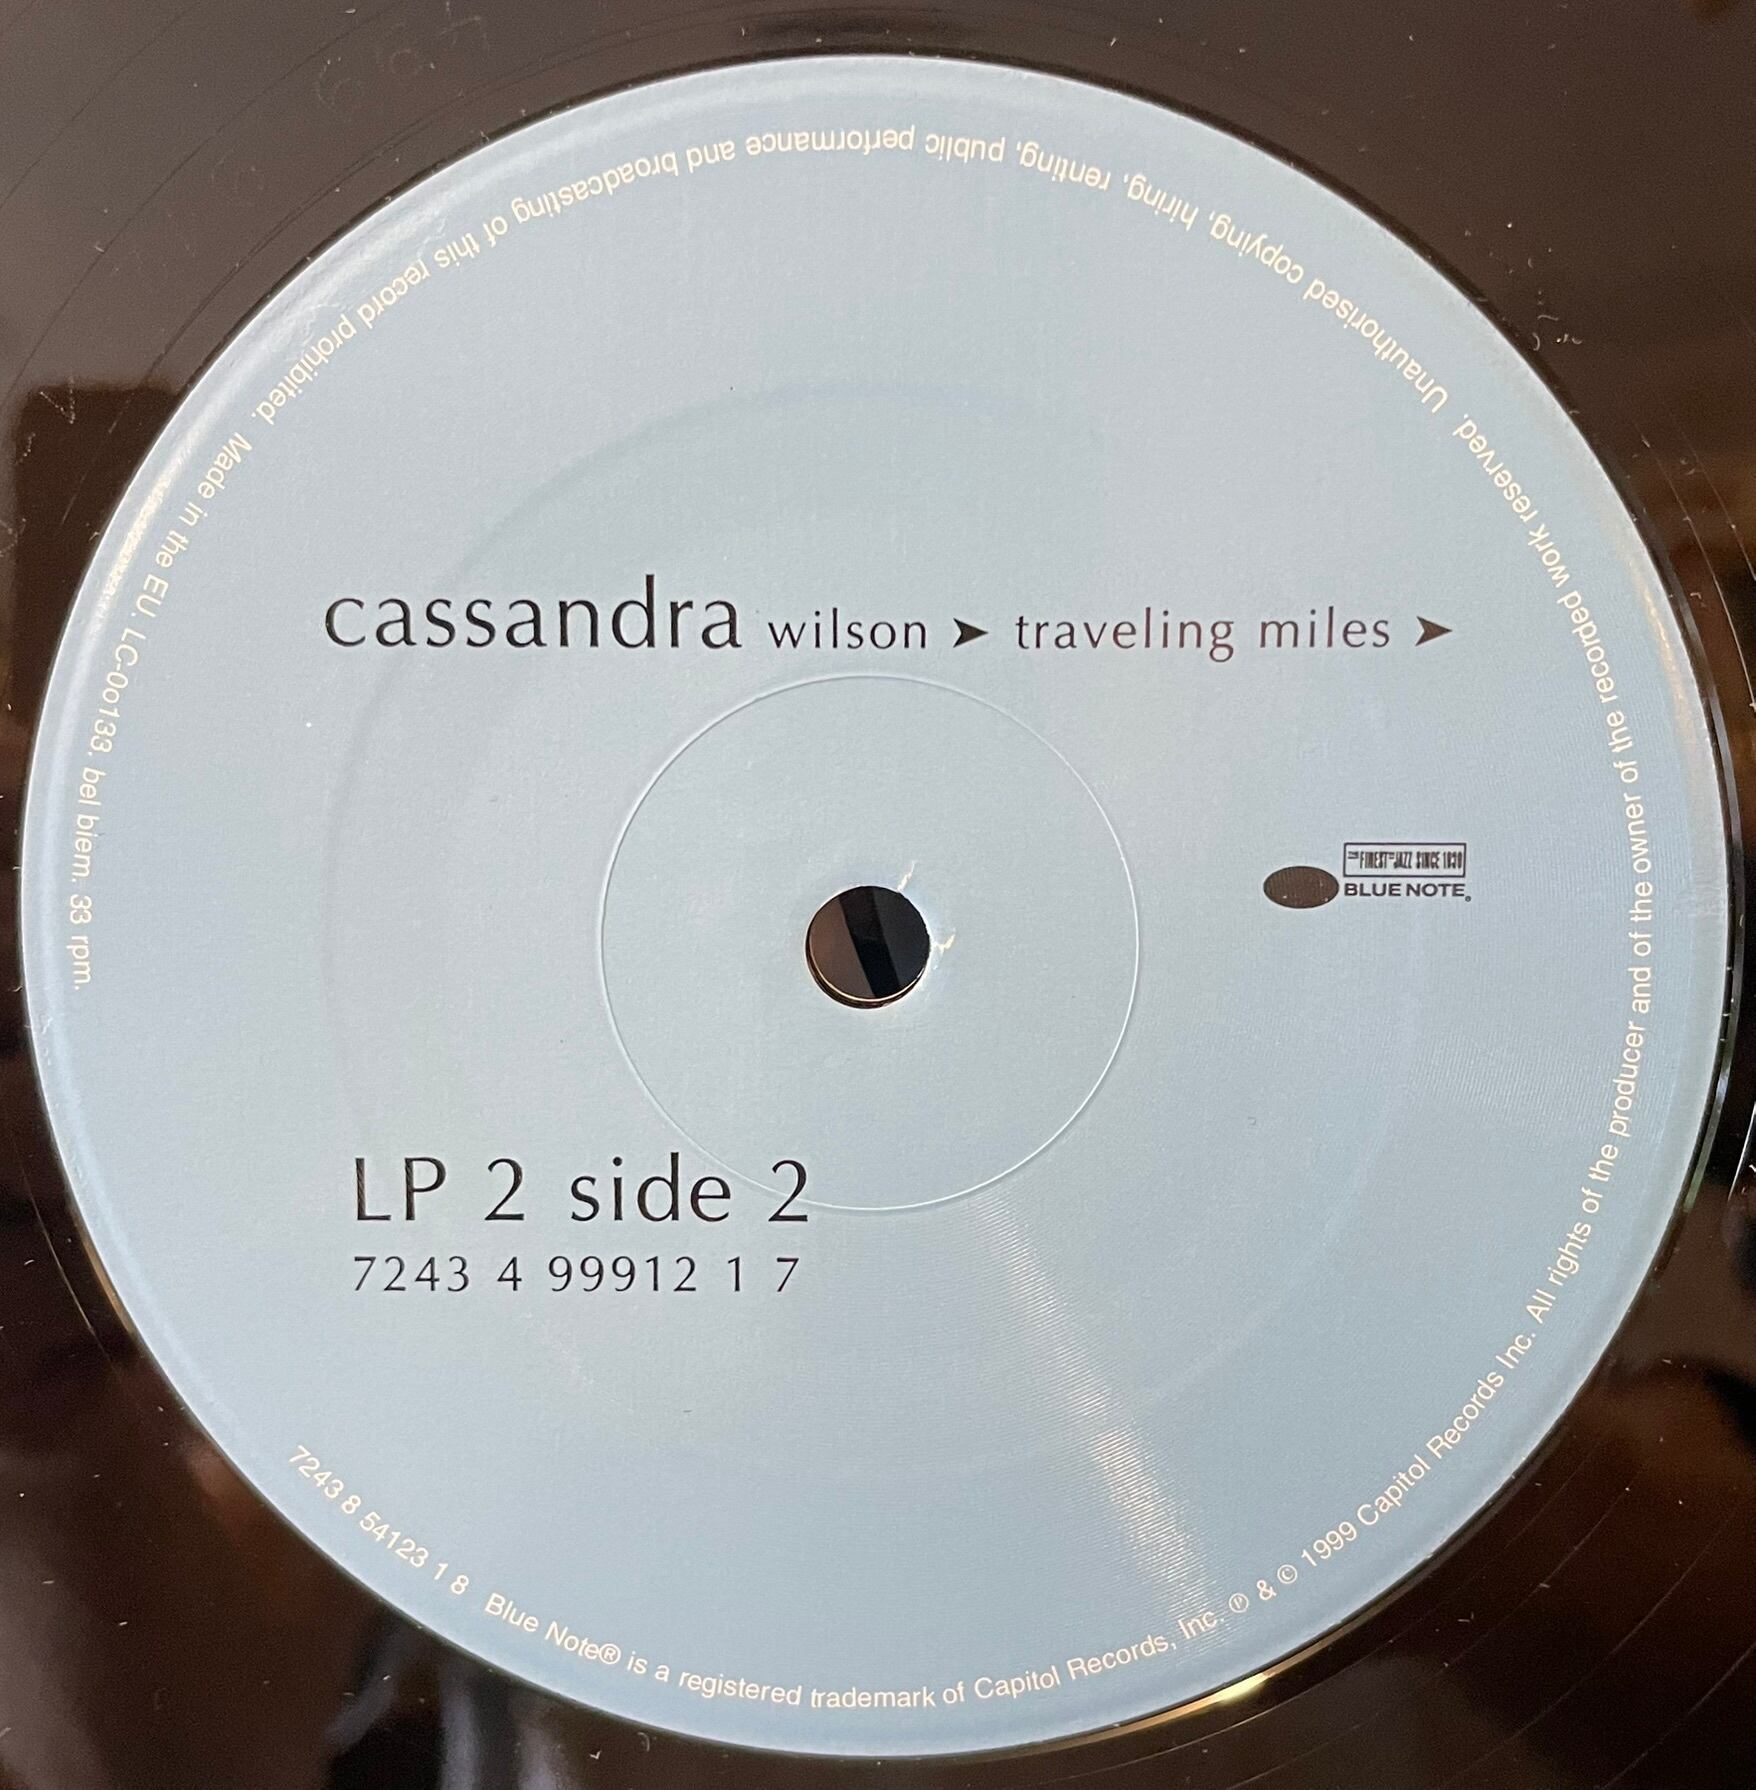 cassandra wilson ➤ traveling miles ➤
THE FINEST IN JAZZ SINCE 1939
BLUE NOTE®
LP 2 side 2
7243 4 99912 1 7
7243 8 54123 1 8 Blue Note® is a registered trademark of Capitol Records, Inc. ℗ & © 1999 Capitol Records Inc. All rights of the producer and of the owner of the recorded work reserved. Unauthorised copying, hiring, renting, public performance and broadcasting of this record prohibited. Made in the EU. LC-0o133. bel biem. 33 rpm.